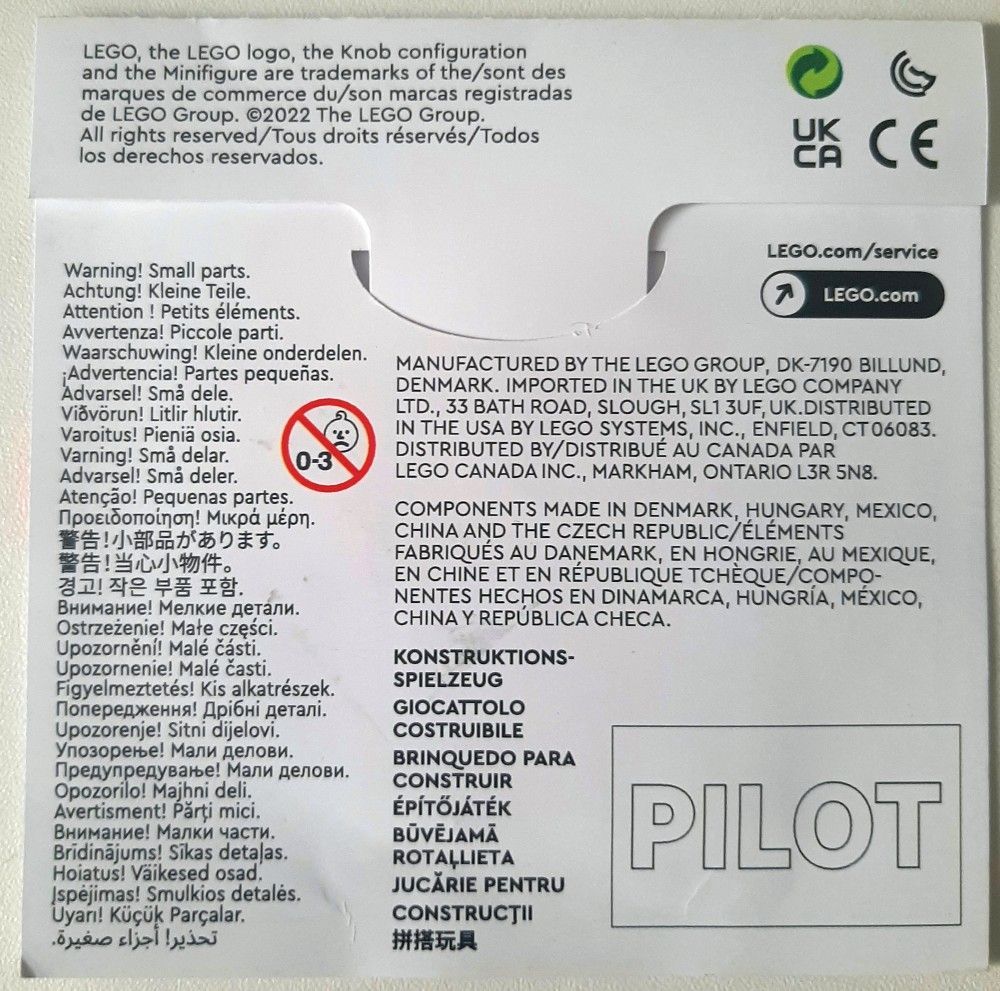 LEGO, the LEGO logo, the Knob configuration
and the Minifigure are trademarks of the/sont des
marques de commerce du/son marcas registradas
de LEGO Group. ©2022 The LEGO Group.
All rights reserved/Tous droits réservés/Todos
los derechos reservados.
UK
CA
CE
LEGO.com/service
LEGO.com
Warning! Small parts.
Achtung! Kleine Teile.
Attention ! Petits éléments.
Avvertenza! Piccole parti.
Waarschuwing! Kleine onderdelen.
¡Advertencia! Partes pequeñas.
Advarsel! Små dele.
Viðvörun! Litlir hlutir.
Varoitus! Pieniä osia.
Varning! Små delar.
Advarsel! Små deler.
Atenção! Pequenas partes.
Προειδοποίηση! Μικρά μέρη.
警告!小部品があります。
警告!当心小物件。
경고! 작은 부품 포함.
Внимание! Мелкие детали.
Ostrzeżenie! Małe części.
Upozornění! Malé části.
Upozornenie! Malé časti.
Figyelmeztetés! Kis alkatrészek.
Попередження! Дрібні деталі.
Upozorenje! Sitni dijelovi.
Упозорење! Мали делови.
Предупредување! Мали делови.
Opozorilo! Majhni deli.
Avertisment! Părți mici.
Внимание! Малки части.
Brīdinājums! Sīkas detaļas.
Hoiatus! Väikesed osad.
Įspėjimas! Smulkios detalės.
Uyarı! Küçük Parçalar.
تحذير! أجزاء صغيرة.
0-3
MANUFACTURED BY THE LEGO GROUP, DK-7190 BILLUND,
DENMARK. IMPORTED IN THE UK BY LEGO COMPANY
LTD., 33 BATH ROAD, SLOUGH, SL1 3UF, UK.DISTRIBUTED
IN THE USA BY LEGO SYSTEMS, INC., ENFIELD, CT 06083.
DISTRIBUTED BY/DISTRIBUÉ AU CANADA PAR
LEGO CANADA INC., MARKHAM, ONTARIO L3R 5N8.
COMPONENTS MADE IN DENMARK, HUNGARY, MEXICO,
CHINA AND THE CZECH REPUBLIC/ÉLÉMENTS
FABRIQUÉS AU DANEMARK, EN HONGRIE, AU MEXIQUE,
EN CHINE ET EN RÉPUBLIQUE TCHÈQUE/COMPO-
NENTES HECHOS EN DINAMARCA, HUNGRÍA, MÉXICO,
CHINA Y REPÚBLICA CHECA.
KONSTRUKTIONS-
SPIELZEUG
GIOCATTOLO
COSTRUIBILE
BRINQUEDO PARA
CONSTRUIR
ÉPÍTŐJÁTÉK
BŪVĒJAMĀ
ROTAĻLIETA
JUCĂRIE PENTRU
CONSTRUCŢII
拼搭玩具
PILOT